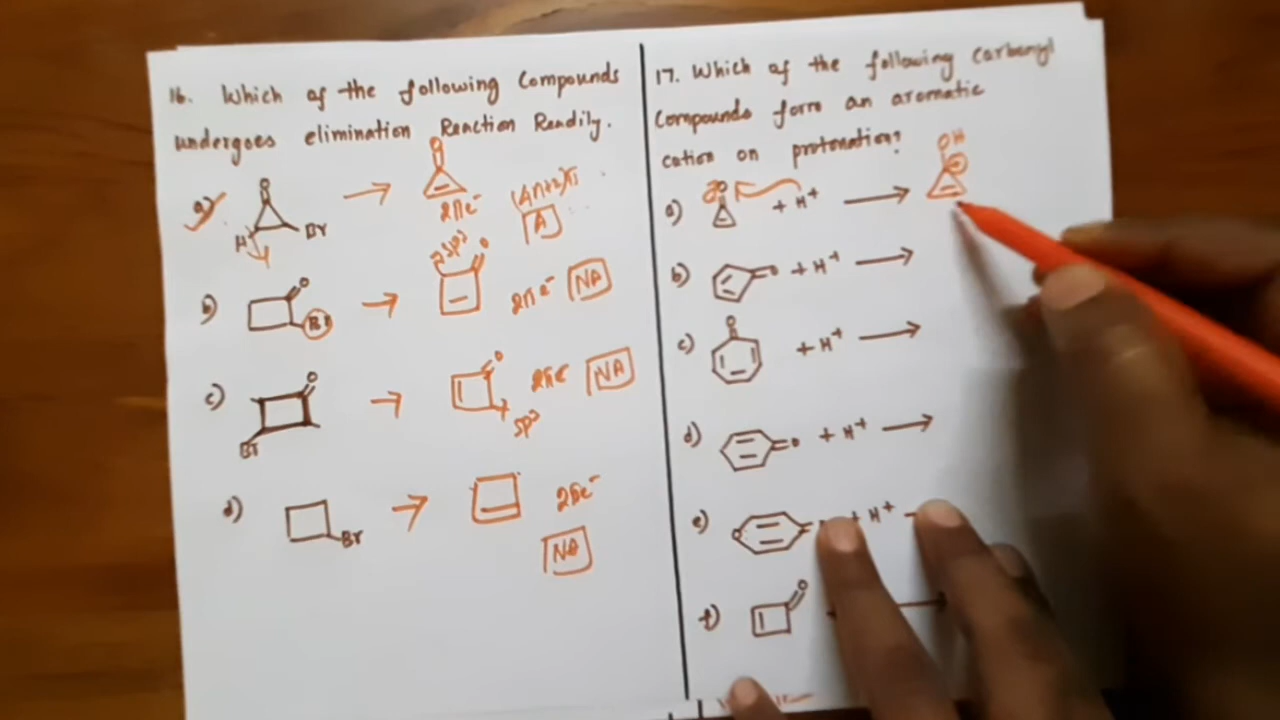 16. Which of the following Compounds
undergoes elimination Reaction Readily.
a) O H Br → O 2πe⁻ (4n+2)π A
b) O Br → sp³ O 2πe⁻ NA
c) O Br → O sp³ 2πe⁻ NA
d) Br → 2πe⁻ NA
17. Which of the following carbonyl
Compounds form an aromatic
cation on protonation?
a) O + H⁺ → OH ⊕
b) O + H⁺ →
c) O + H⁺ →
d) O + H⁺ →
e) O + H⁺
f) O